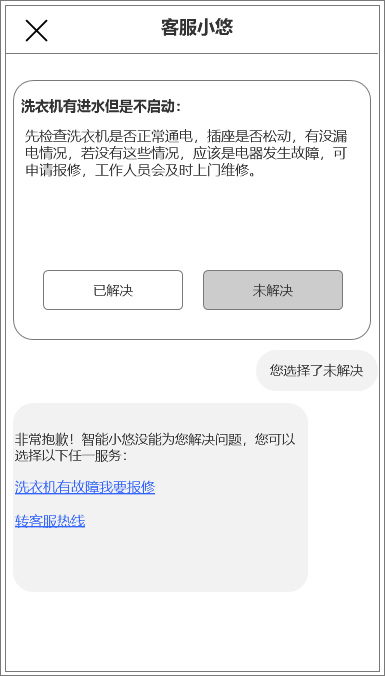 客服小悠
洗衣机有进水但是不启动：
先检查洗衣机是否正常通电，插座是否松动，有没漏
电情况，若没有这些情况，应该是电器发生故障，可
申请报修，工作人员会及时上门维修。
已解决
未解决
您选择了未解决
非常抱歉！智能小悠没能为您解决问题，您可以
选择以下任一服务：
洗衣机有故障我要报修
转客服热线